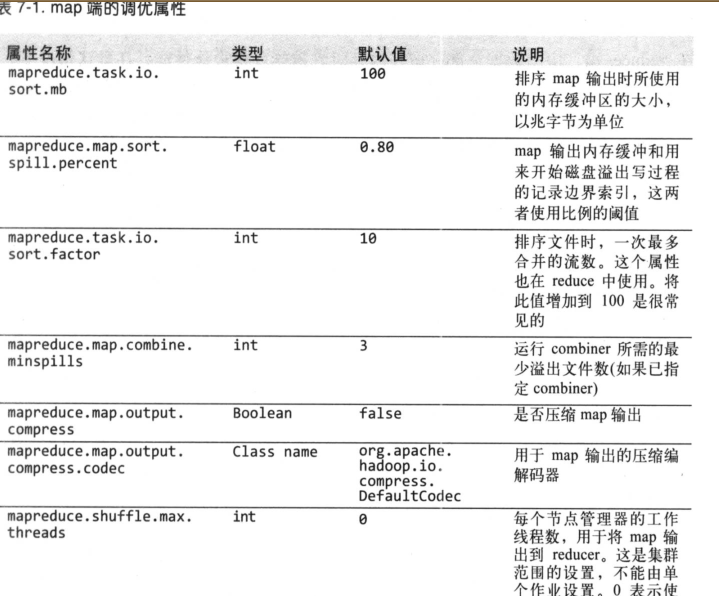 表 7-1. map 端的调优属性
属性名称 类型 默认值 说明
mapreduce.task.io. int 100 排序 map 输出时所使用
sort.mb 的内存缓冲区的大小，
以兆字节为单位
mapreduce.map.sort. float 0.80 map 输出内存缓冲和用
spill.percent 来开始磁盘溢出写过程
的记录边界索引，这两
者使用比例的阈值
mapreduce.task.io. int 10 排序文件时，一次最多
sort.factor 合并的流数。这个属性
也在 reduce 中使用。将
此值增加到 100 是很常
见的
mapreduce.map.combine. int 3 运行 combiner 所需的最
minspills 少溢出文件数(如果已指
定 combiner)
mapreduce.map.output. Boolean false 是否压缩 map 输出
compress
mapreduce.map.output. Class name org.apache. 用于 map 输出的压缩编
compress.codec hadoop.io. 解码器
compress.
DefaultCodec
mapreduce.shuffle.max. int 0 每个节点管理器的工作
threads 线程数，用于将 map 输
出到 reducer。这是集群
范围的设置，不能由单
个作业设置。0 表示使